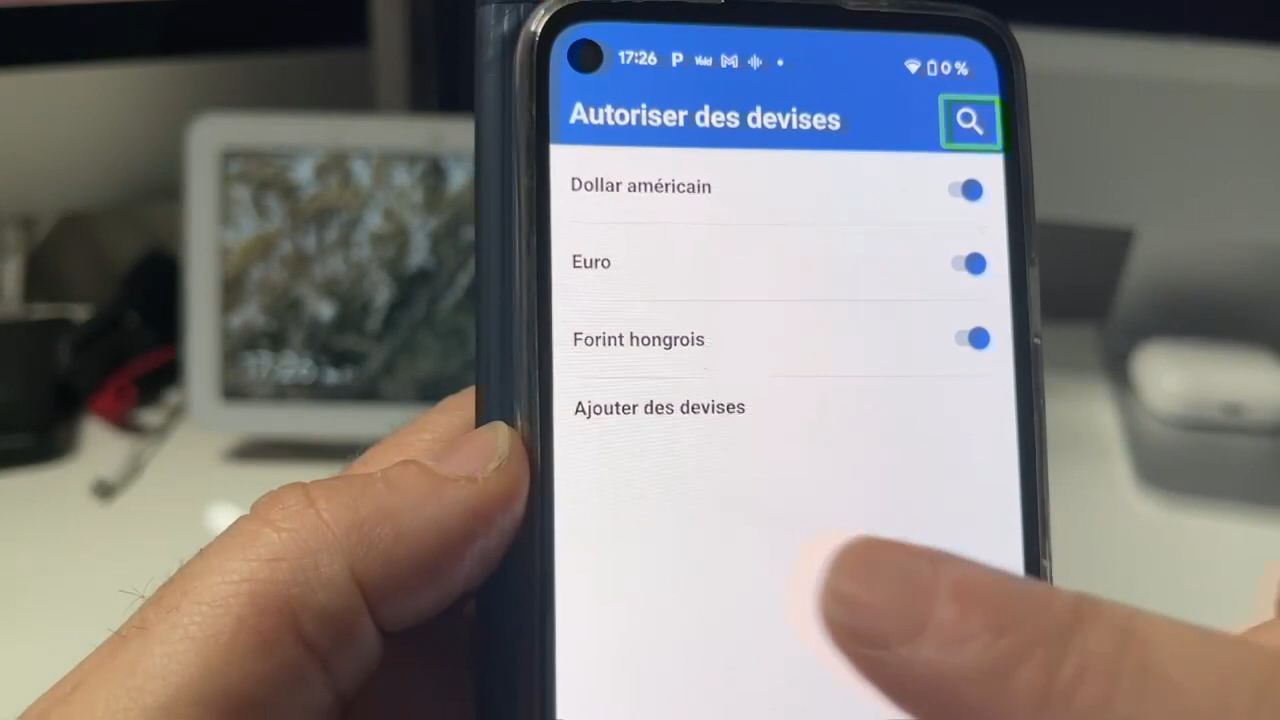 17:26 P 0%
Autoriser des devises
Dollar américain
Euro
Forint hongrois
Ajouter des devises